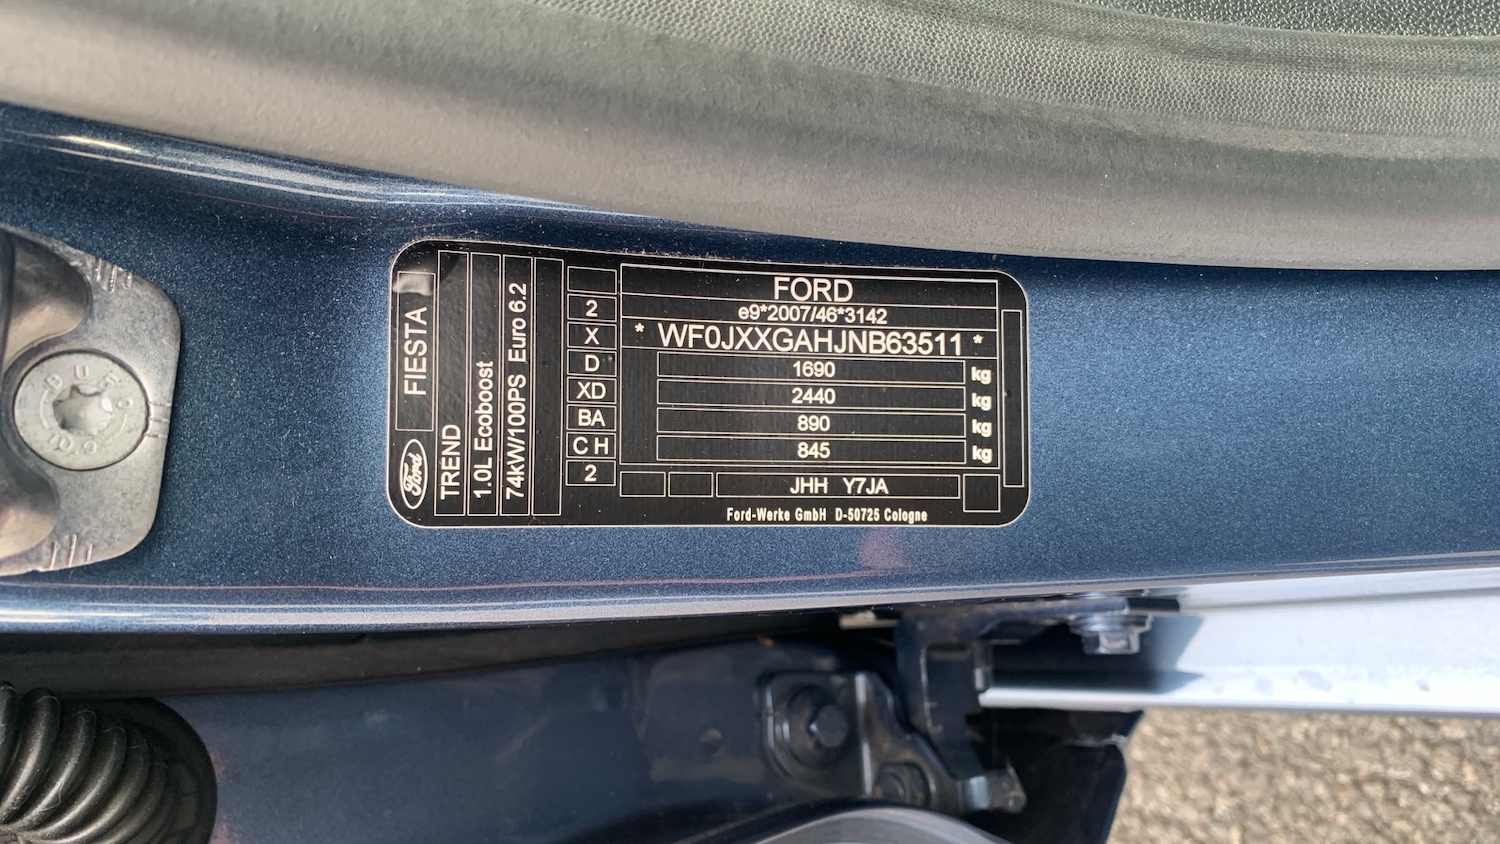 FORD
e9*2007/46*3142
* WF0JXXGAHJNB63511 *
1690 kg
2440 kg
890 kg
845 kg
JHH Y7JA
Ford-Werke GmbH D-50725 Cologne
2
X
D
XD
BA
C H
2
Ford FIESTA
TREND
1.0L Ecoboost
74kW/100PS Euro 6.2